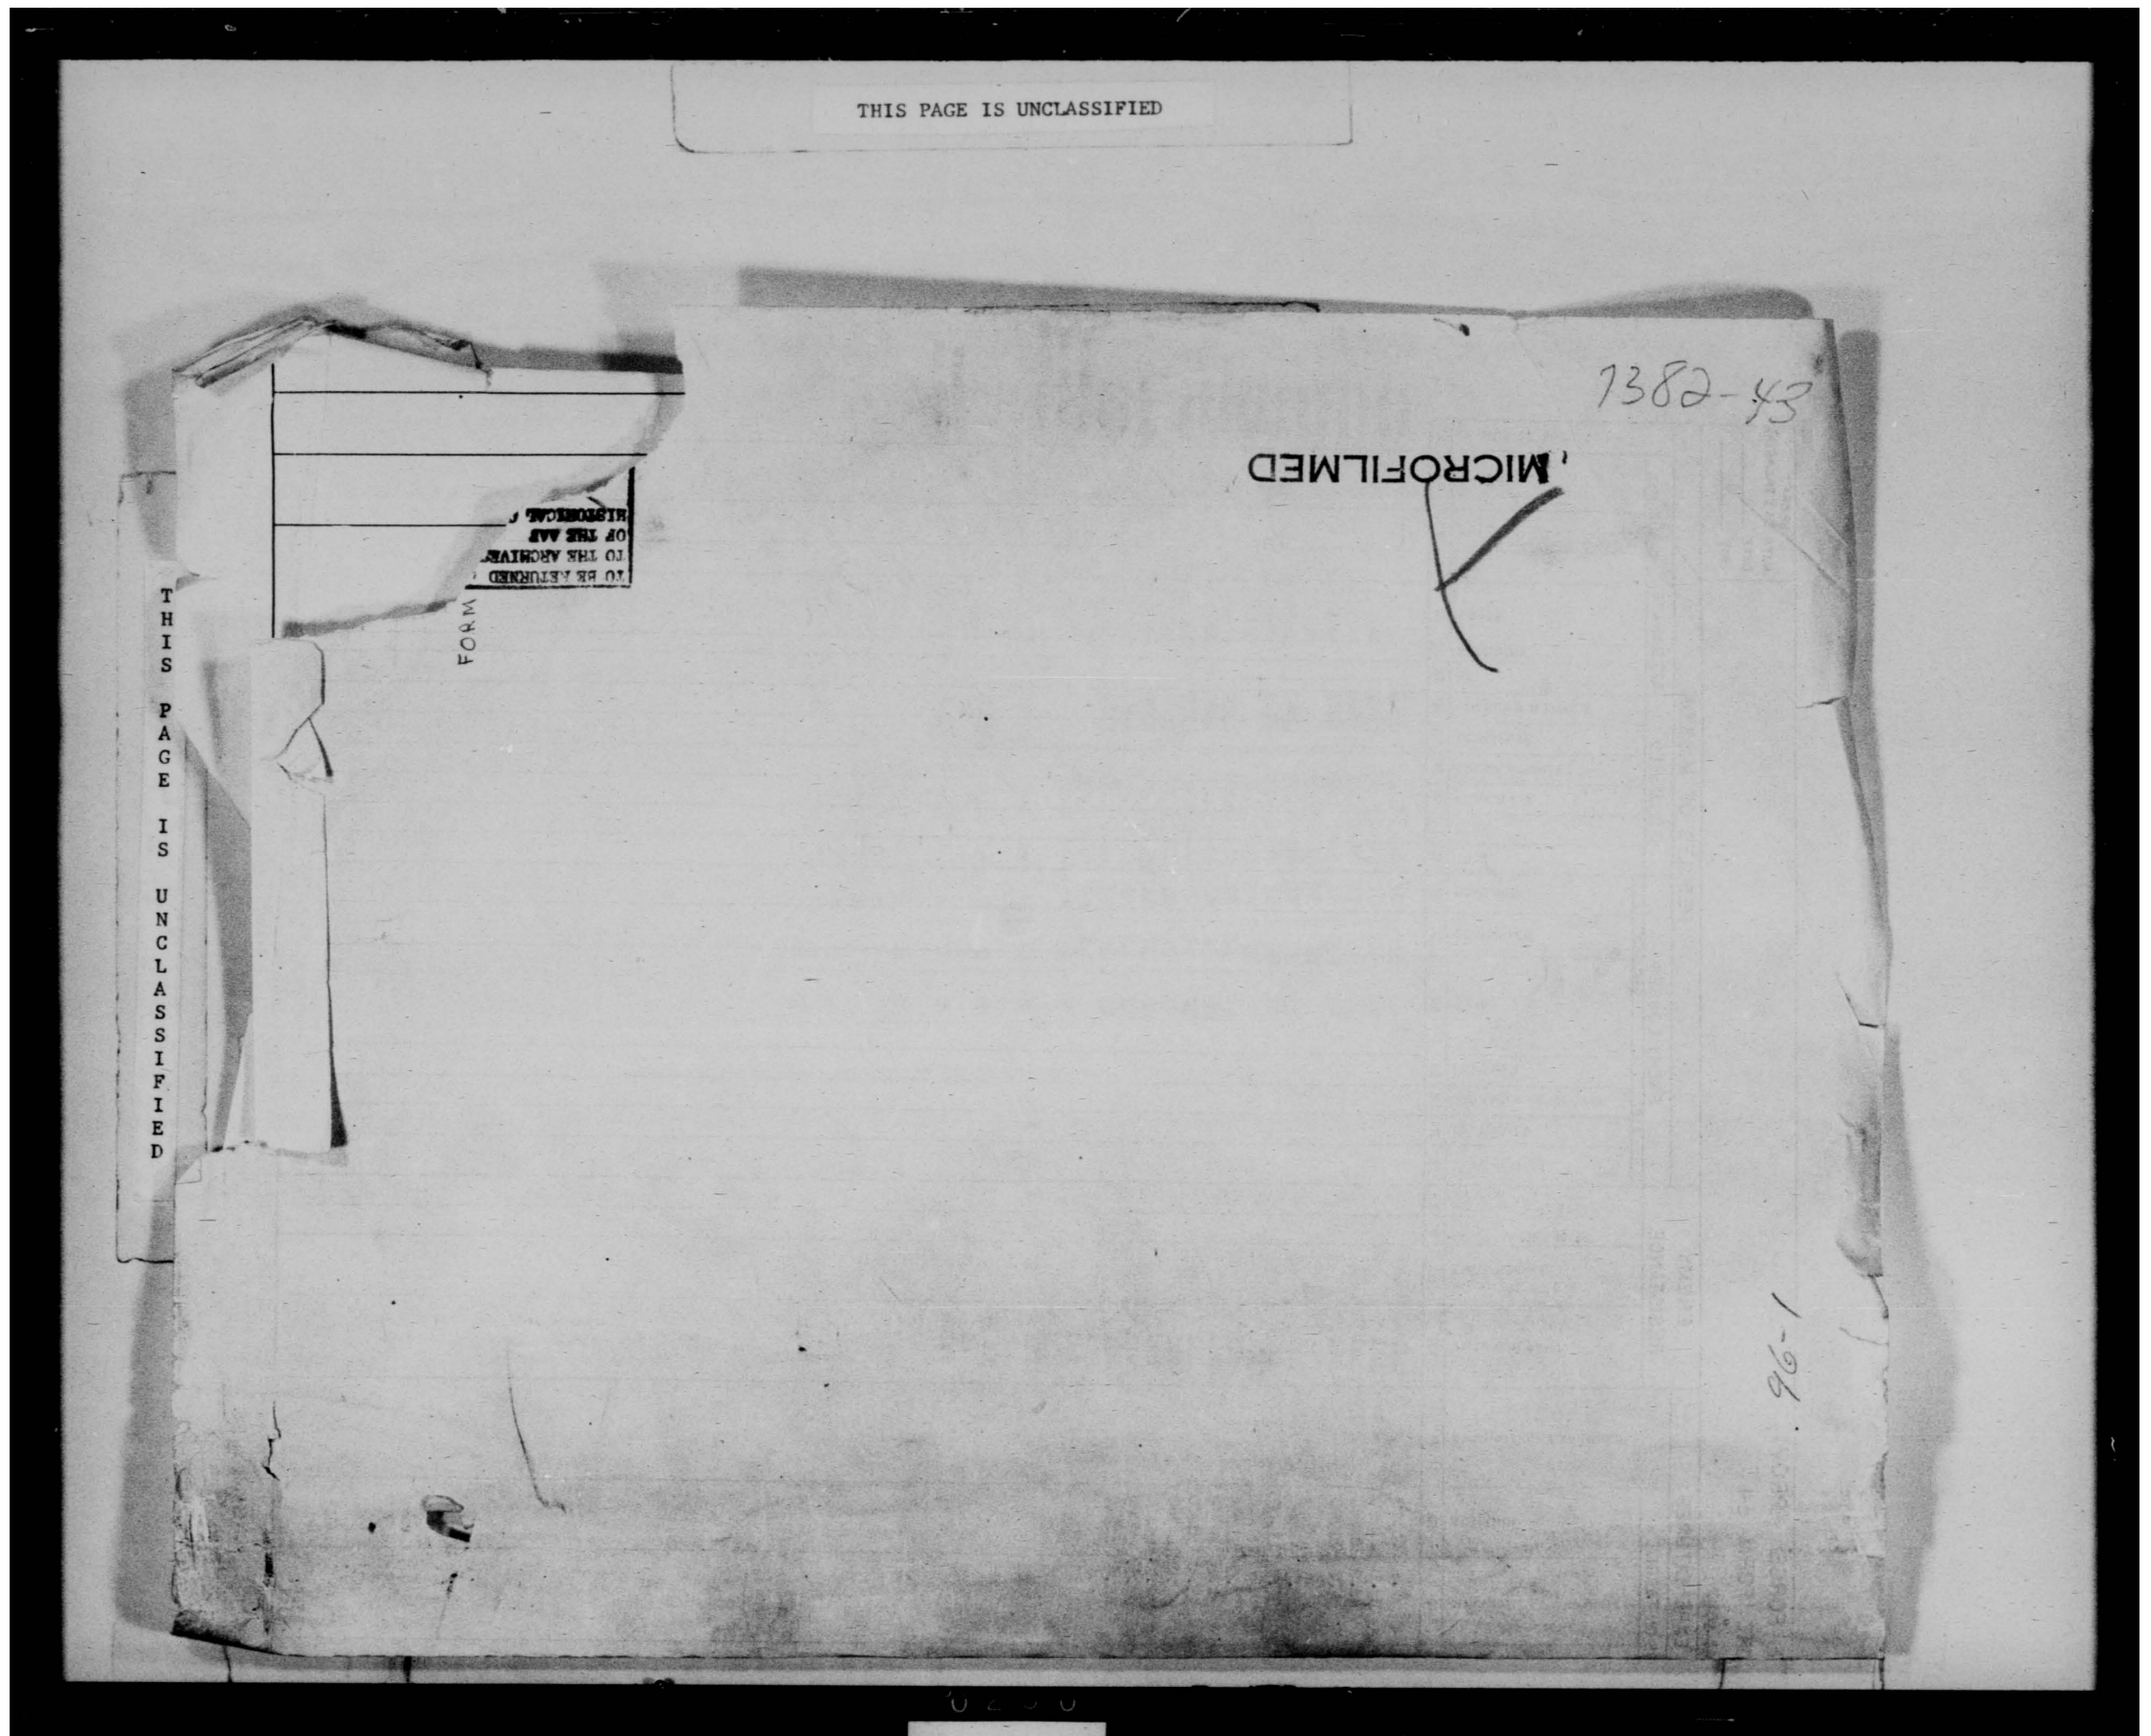 THIS PAGE IS UNCLASSIFIED
1382-43
MICROFILMED
TO BE RETURNED
TO THE ARCHIVES
OF THE AAF
HISTORICAL
FORM
THIS PAGE IS UNCLASSIFIED
96-1